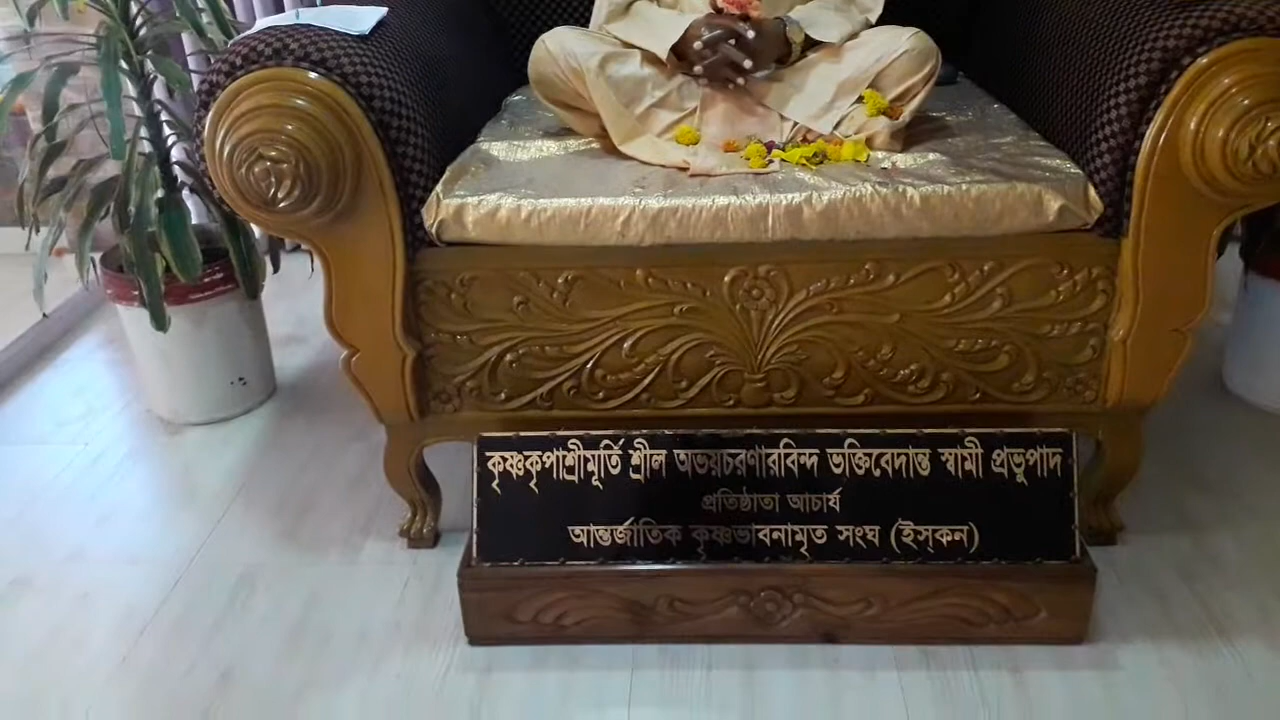 কৃষ্ণকৃপাশ্রীমূর্তি শ্রীল অভয়চরণারবিন্দ ভক্তিবেদান্ত স্বামী প্রভুপাদ
প্রতিষ্ঠাতা আচার্য
আন্তর্জাতিক কৃষ্ণভাবনামৃত সংঘ (ইস্‌কন)